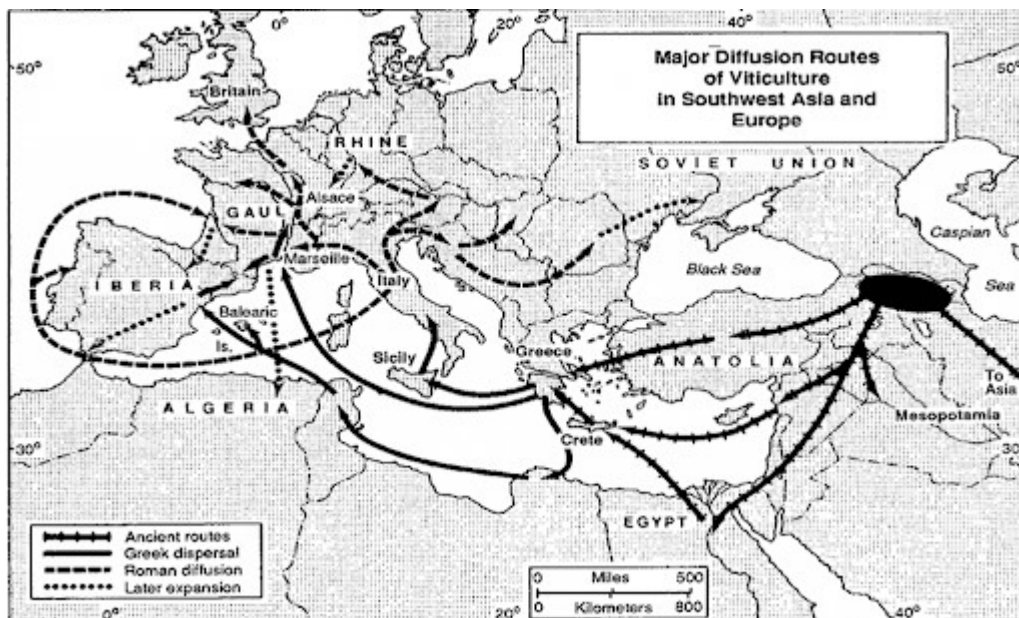 0°
20°
40°
50°
50°
Major Diffusion Routes
of Viticulture
in Southwest Asia and
Europe
Britain
RHINE
SOVIET UNION
Alsace
GAUL
Caspian
Sea
Marseille
Italy
Black Sea
IBERIA
Balearic
Is.
Sicily
Greece
ANATOLIA
To
Asia
ALGERIA
Mesopotamia
Crete
30°
30°
EGYPT
Ancient routes
Greek dispersal
Roman diffusion
Later expansion
0 Miles 500
0 Kilometers 800
0°
20°
40°